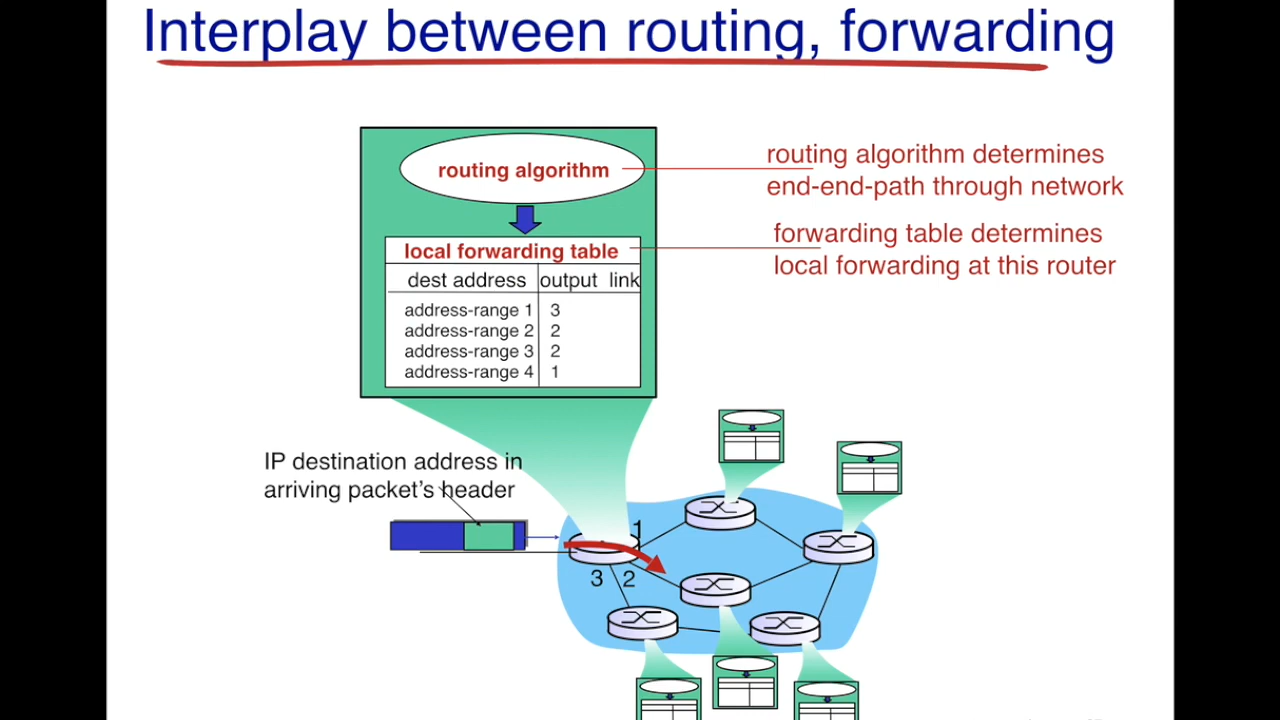 Interplay between routing, forwarding
routing algorithm
routing algorithm determines
end-end-path through network
local forwarding table
forwarding table determines
local forwarding at this router
dest address output link
address-range 1 3
address-range 2 2
address-range 3 2
address-range 4 1
IP destination address in
arriving packet's header
1
3 2